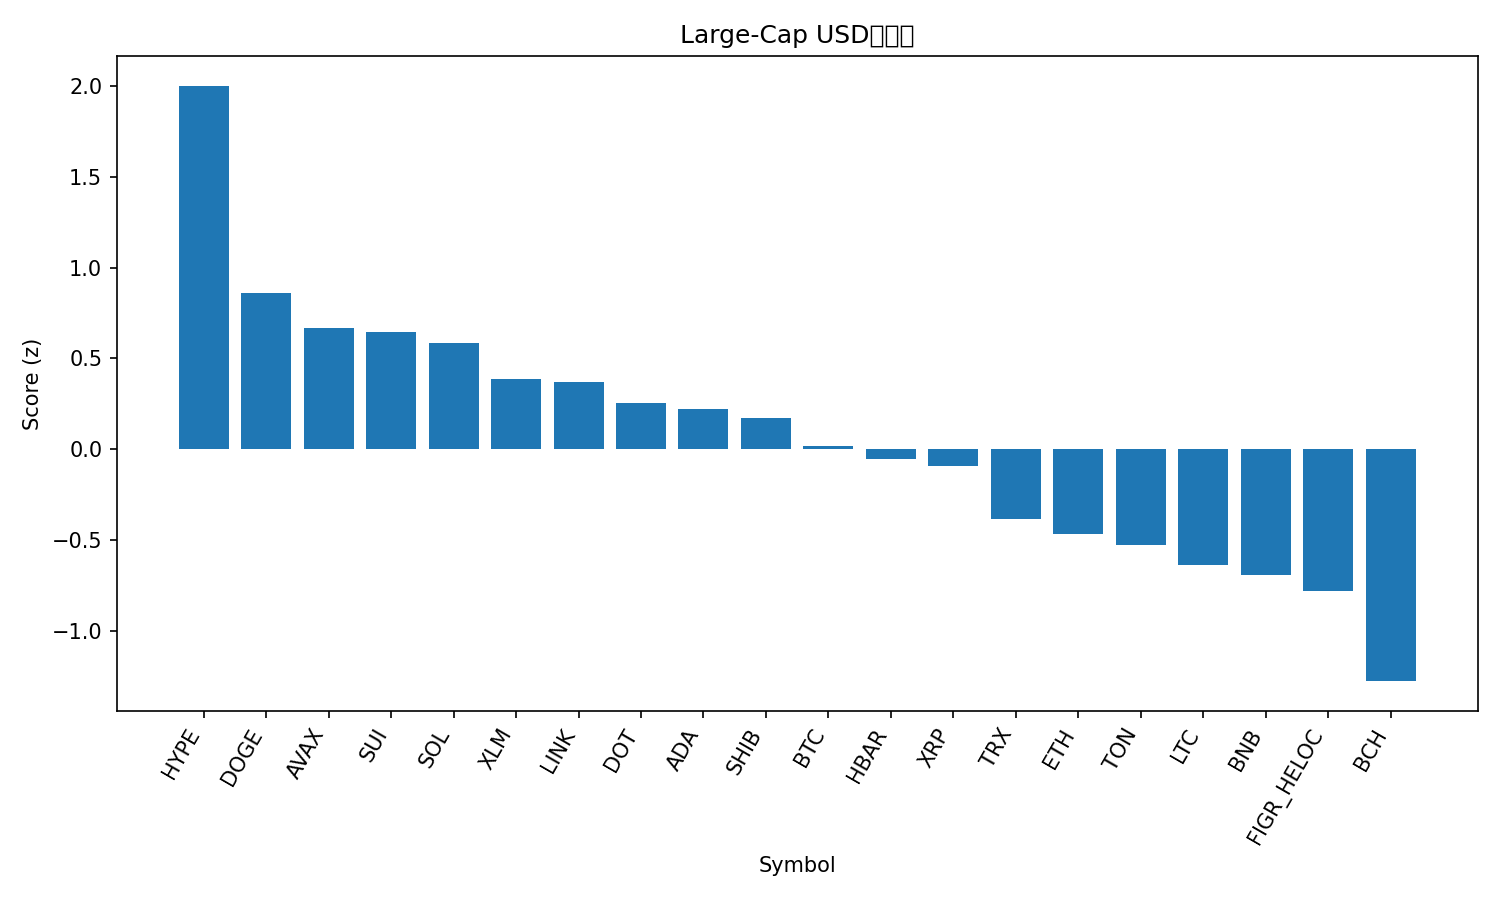 Large-Cap USD
Score (z)
2.0
1.5
1.0
0.5
0.0
−0.5
−1.0
HYPE
DOGE
AVAX
SUI
SOL
XLM
LINK
DOT
ADA
SHIB
BTC
HBAR
XRP
TRX
ETH
TON
LTC
BNB
FIGR_HELOC
BCH
Symbol